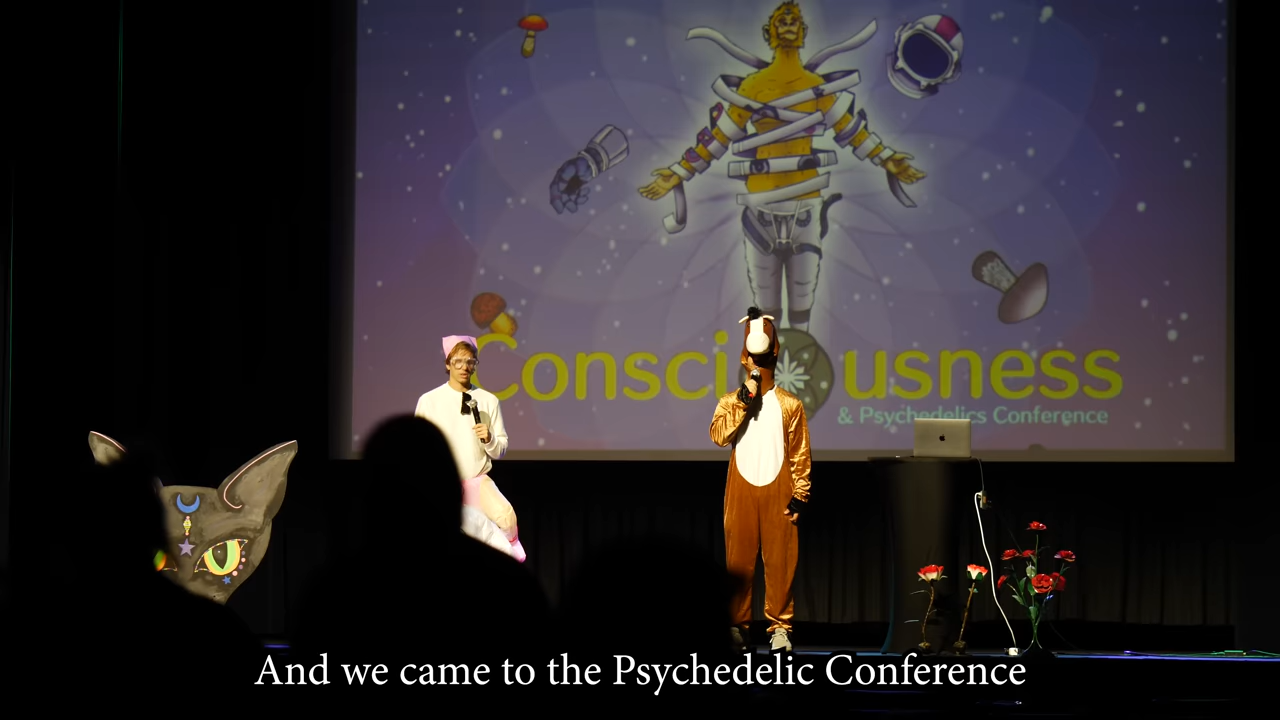 Consciousness
& Psychedelics Conference
And we came to the Psychedelic Conference